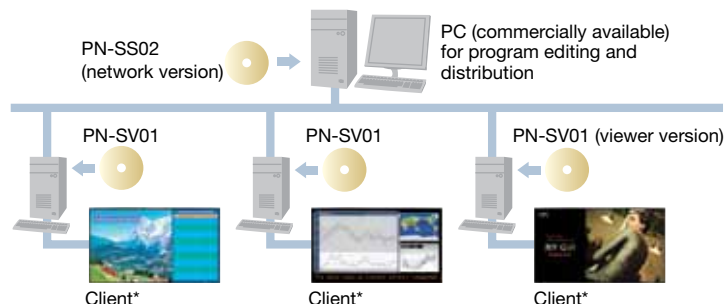 PN-SS02
(network version)
PC (commercially available)
for program editing and
distribution
PN-SV01
PN-SV01
PN-SV01 (viewer version)
Client*
Client*
Client*